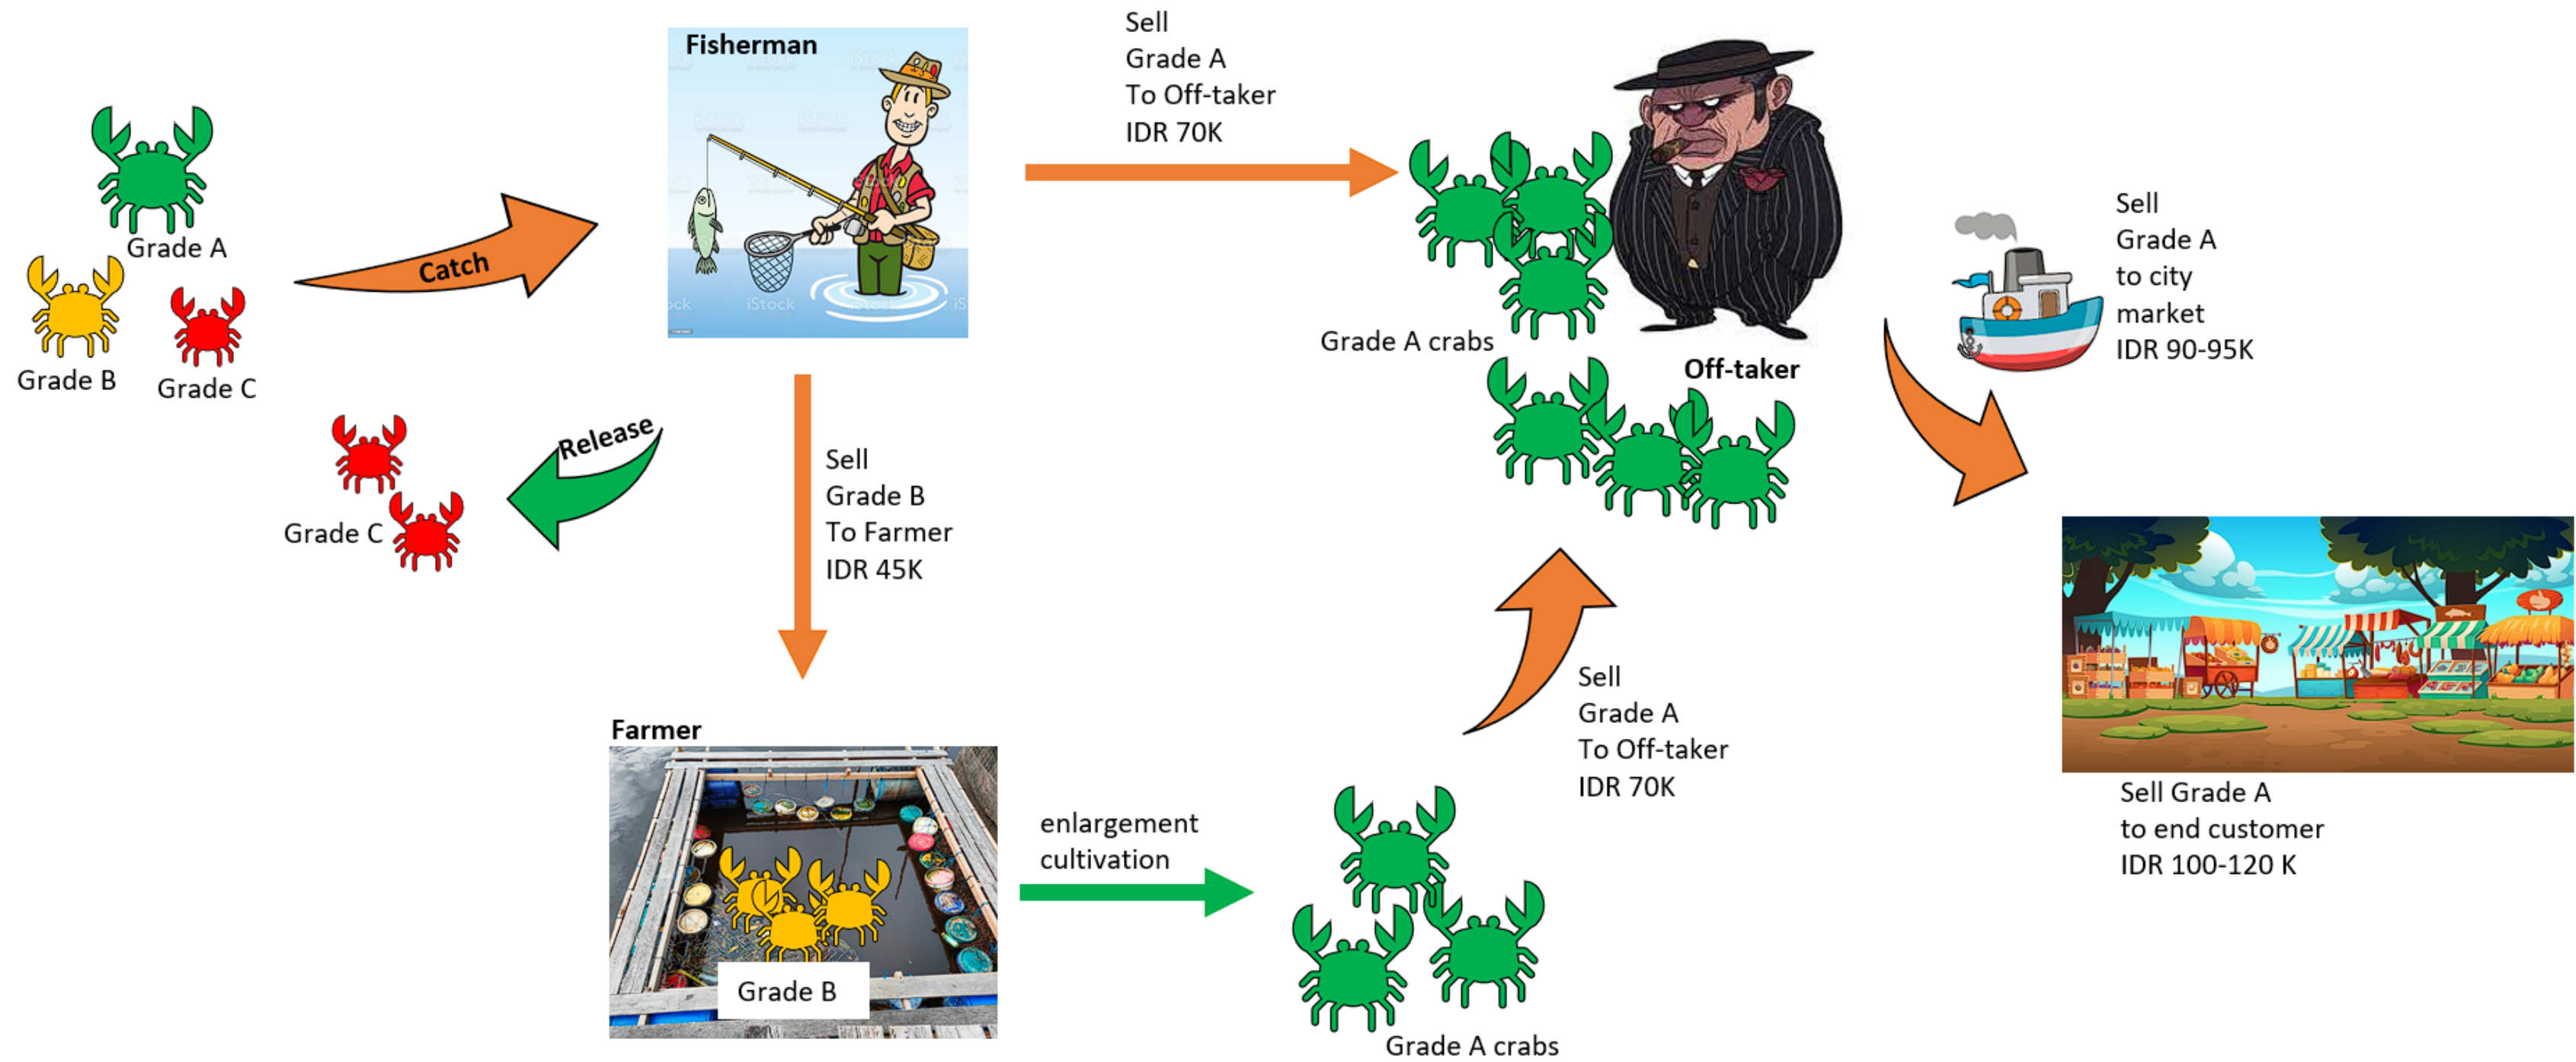 Grade A
Grade B
Grade C
Catch
Fisherman
iStock
Release
Grade C
Sell
Grade A
To Off-taker
IDR 70K
Sell
Grade B
To Farmer
IDR 45K
Grade A crabs
Off-taker
Sell
Grade A
to city
market
IDR 90-95K
Farmer
Grade B
enlargement
cultivation
Grade A crabs
Sell
Grade A
To Off-taker
IDR 70K
Sell Grade A
to end customer
IDR 100-120 K